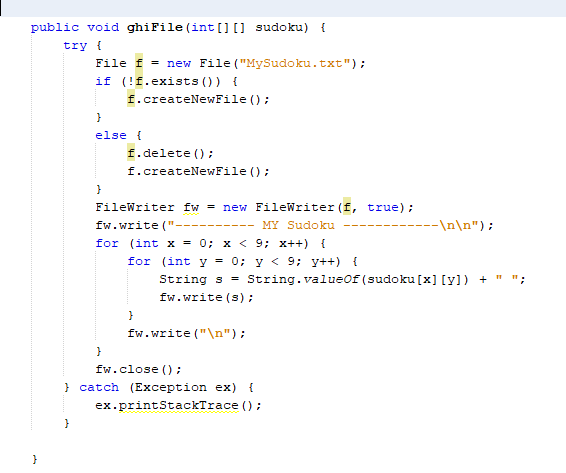 public void ghiFile(int[][] sudoku) {
try {
File f = new File("MySudoku.txt");
if (!f.exists()) {
f.createNewFile();
}
else {
f.delete();
f.createNewFile();
}
FileWriter fw = new FileWriter(f, true);
fw.write("---------- MY Sudoku ------------\n\n");
for (int x = 0; x < 9; x++) {
for (int y = 0; y < 9; y++) {
String s = String.valueOf(sudoku[x][y]) + " ";
fw.write(s);
}
fw.write("\n");
}
fw.close();
} catch (Exception ex) {
ex.printStackTrace();
}
}